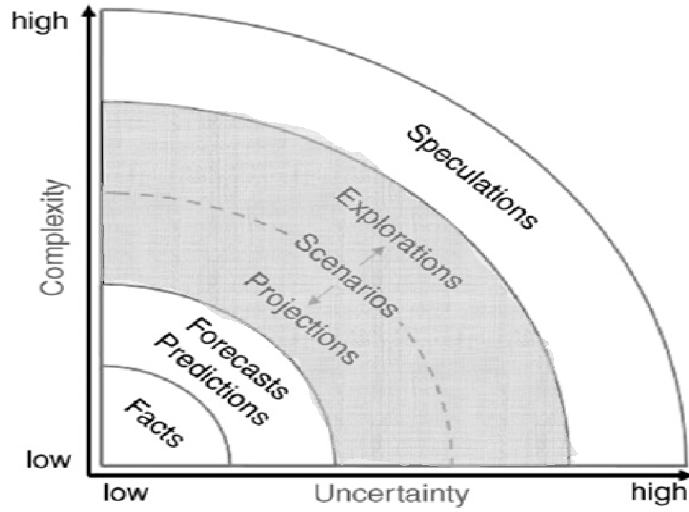 high
Speculations
Explorations
Scenarios
Projections
Forecasts
Predictions
Facts
Complexity
low
low
Uncertainty
high